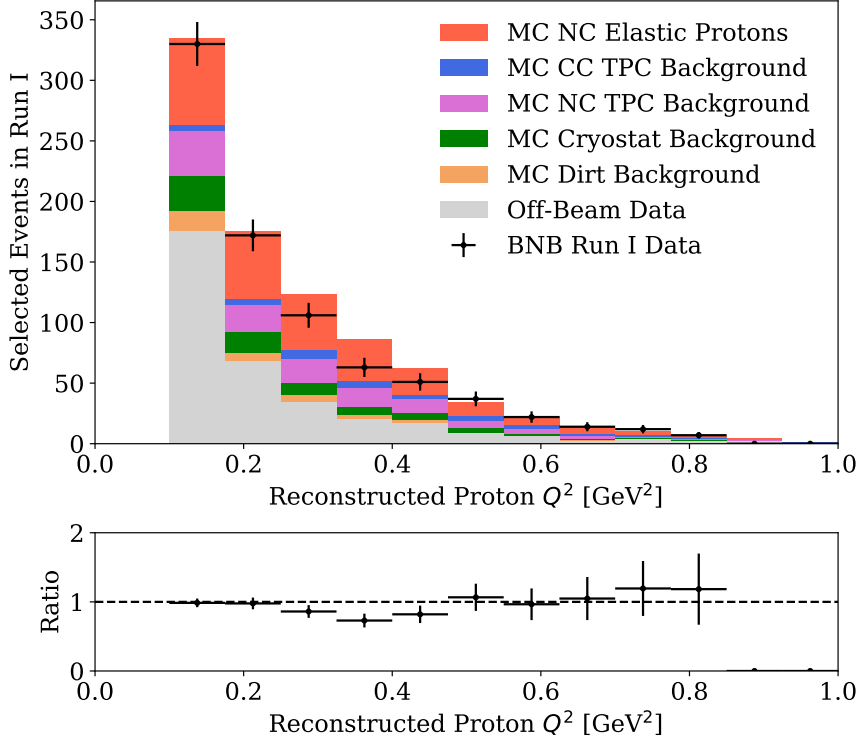 350
300
250
200
150
100
50
0
Selected Events in Run I
MC NC Elastic Protons
MC CC TPC Background
MC NC TPC Background
MC Cryostat Background
MC Dirt Background
Off-Beam Data
BNB Run I Data
0.0 0.2 0.4 0.6 0.8 1.0
Reconstructed Proton Q² [GeV²]
2
1
0
Ratio
0.0 0.2 0.4 0.6 0.8 1.0
Reconstructed Proton Q² [GeV²]